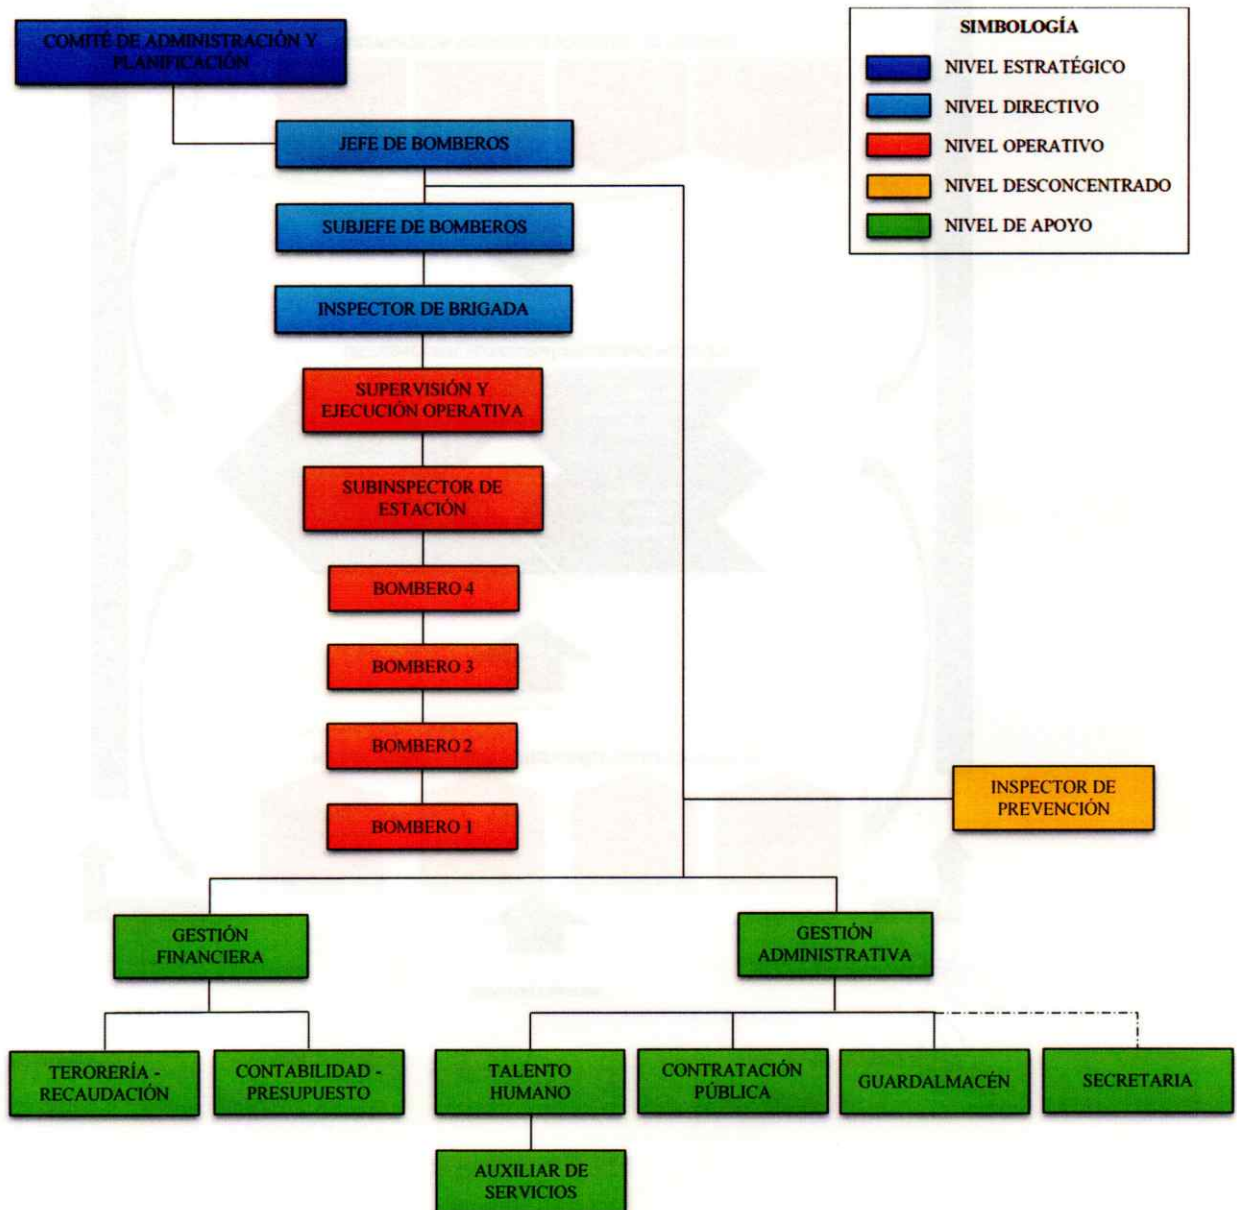 COMITÉ DE ADMINISTRACIÓN Y
PLANIFICACIÓN
SIMBOLOGÍA
NIVEL ESTRATÉGICO
NIVEL DIRECTIVO
NIVEL OPERATIVO
NIVEL DESCONCENTRADO
NIVEL DE APOYO
JEFE DE BOMBEROS
SUBJEFE DE BOMBEROS
INSPECTOR DE BRIGADA
SUPERVISIÓN Y
EJECUCIÓN OPERATIVA
SUBINSPECTOR DE
ESTACIÓN
BOMBERO 4
BOMBERO 3
BOMBERO 2
BOMBERO 1
INSPECTOR DE
PREVENCIÓN
GESTIÓN
FINANCIERA
GESTIÓN
ADMINISTRATIVA
TERORERÍA -
RECAUDACIÓN
CONTABILIDAD -
PRESUPUESTO
TALENTO
HUMANO
CONTRATACIÓN
PÚBLICA
GUARDALMACÉN
SECRETARIA
AUXILIAR DE
SERVICIOS